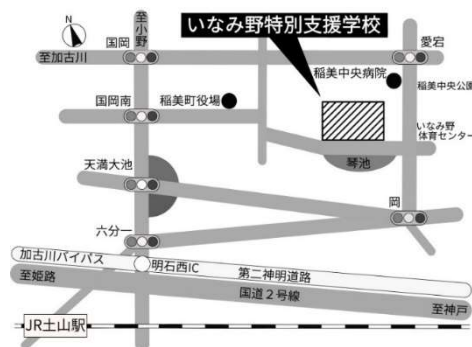 N
至小野
国岡
いなみ野特別支援学校
愛宕
至加古川
稲美中央病院
稲美中央公園
国岡南
稲美町役場
いなみ野
体育センター
天満大池
琴池
岡
六分一
加古川バイパス
明石西IC
第二神明道路
至姫路
国道2号線
至神戸
JR土山駅